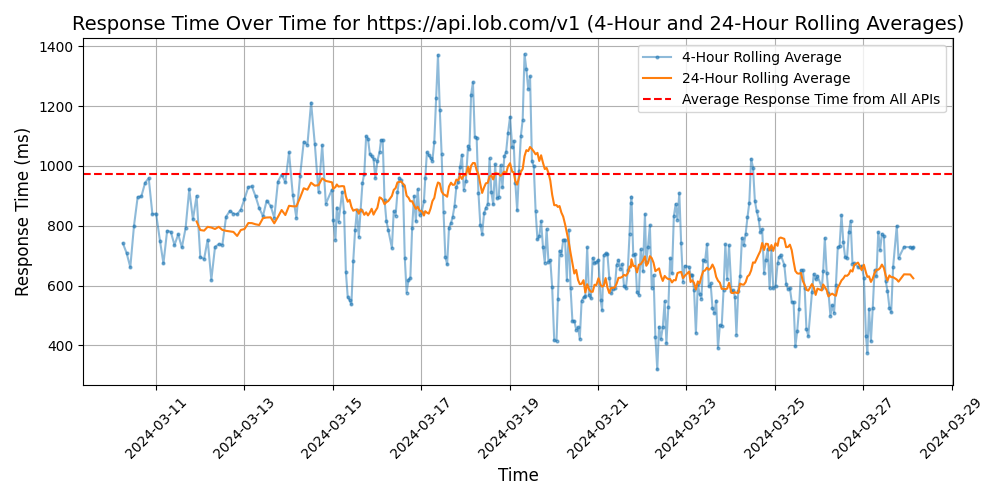 Response Time Over Time for https://api.lob.com/v1 (4-Hour and 24-Hour Rolling Averages)
4-Hour Rolling Average
24-Hour Rolling Average
Average Response Time from All APIs
Response Time (ms)
1400
1200
1000
800
600
400
2024-03-11
2024-03-13
2024-03-15
2024-03-17
2024-03-19
2024-03-21
2024-03-23
2024-03-25
2024-03-27
2024-03-29
Time